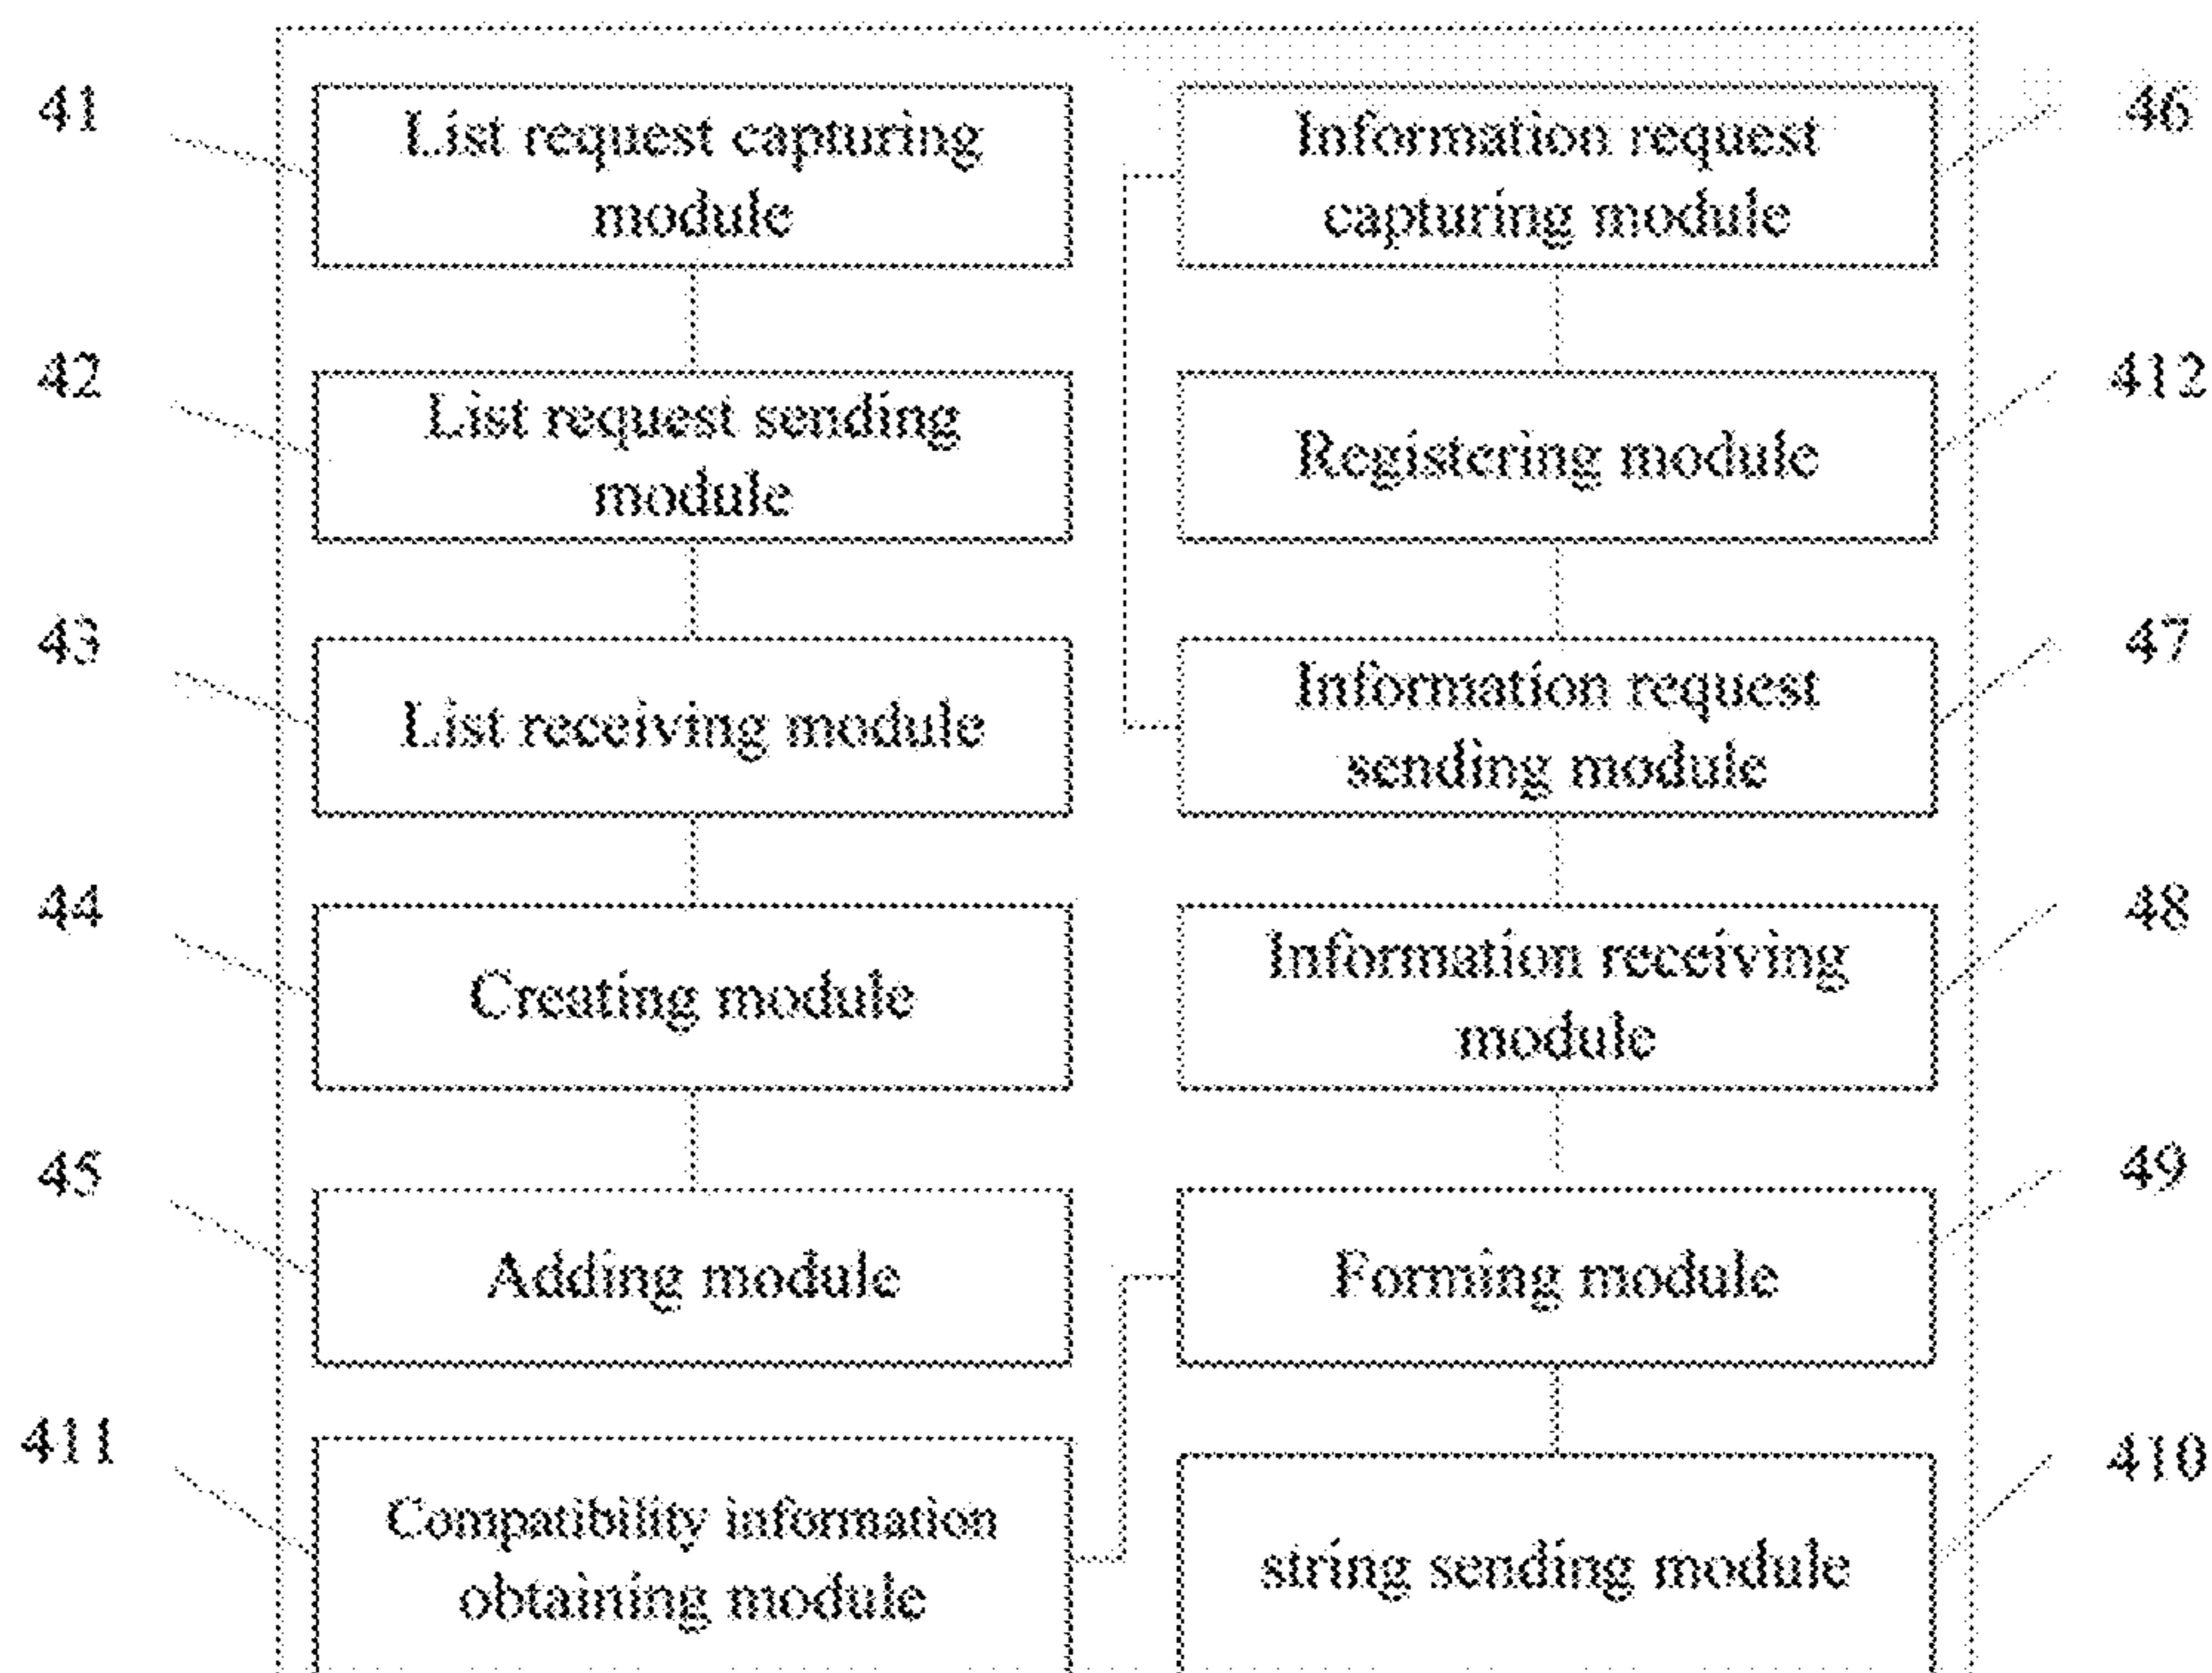 41
List request capturing
module
42
List request sending
module
43
List receiving module
44
Creating module
45
Adding module
411
Compatibility information
obtaining module
Information request
capturing module
46
Registering module
412
Information request
sending module
47
Information receiving
module
48
Forming module
49
string sending module
410